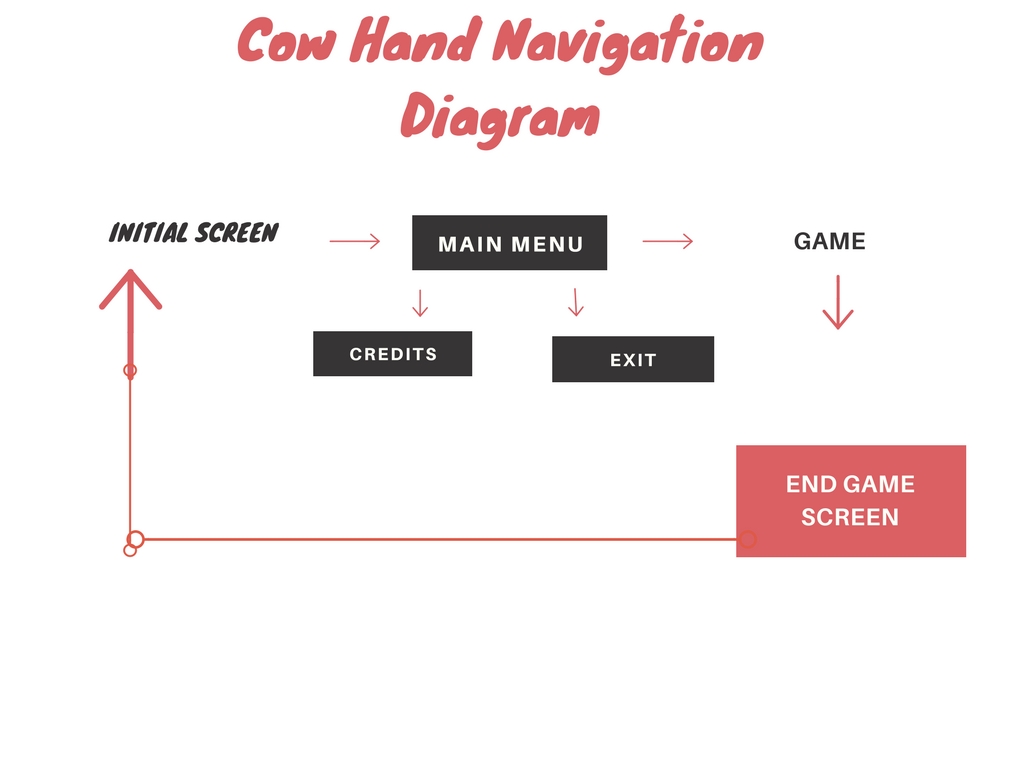 Cow Hand Navigation
Diagram
INITIAL SCREEN
MAIN MENU
GAME
CREDITS
EXIT
END GAME
SCREEN